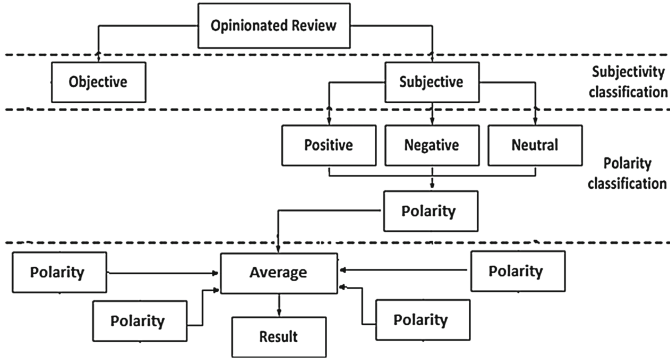 Opinionated Review
Objective
Subjective
Subjectivity
classification
Positive
Negative
Neutral
Polarity
classification
Polarity
Polarity
Average
Polarity
Polarity
Result
Polarity